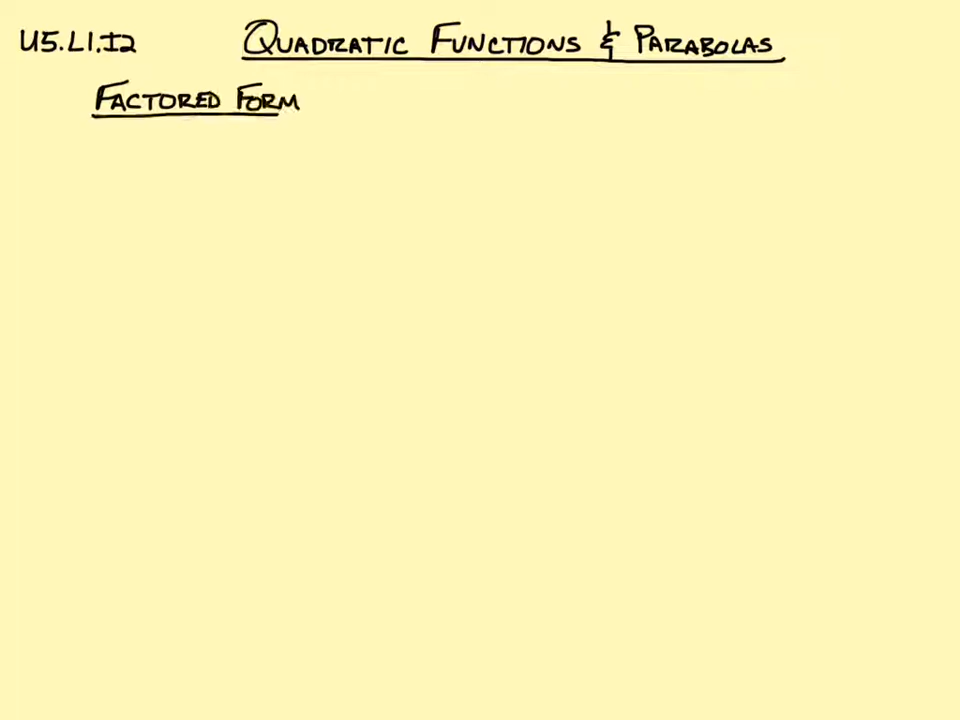 U5.L1.I2 QUADRATIC FUNCTIONS & PARABOLAS
FACTORED FORM